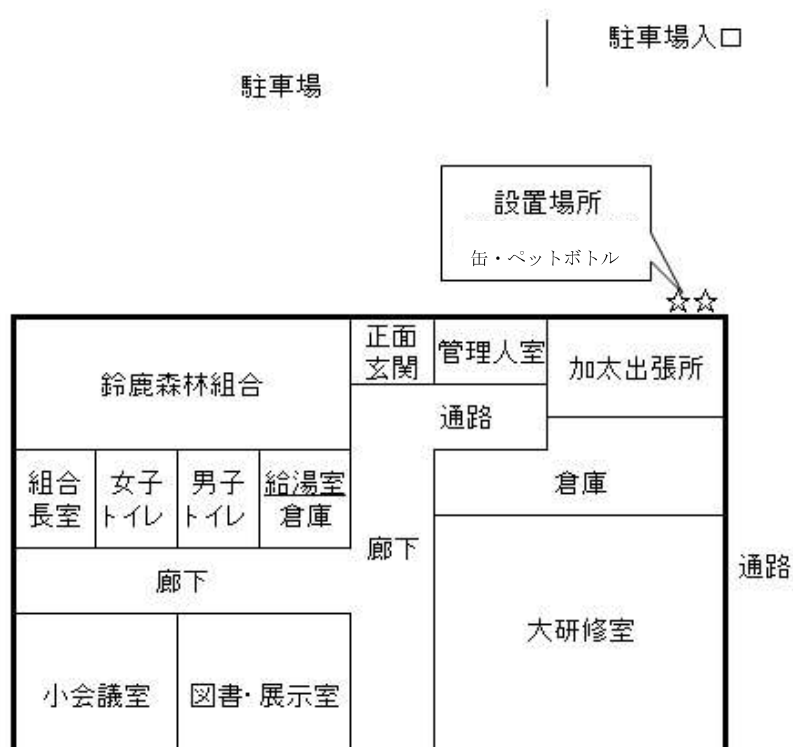 駐車場入口
駐車場
設置場所
缶・ペットボトル
☆☆
正面
玄関
管理人室
加太出張所
鈴鹿森林組合
通路
組合
長室
女子
トイレ
男子
トイレ
給湯室
倉庫
倉庫
廊下
廊下
通路
大研修室
小会議室
図書・展示室